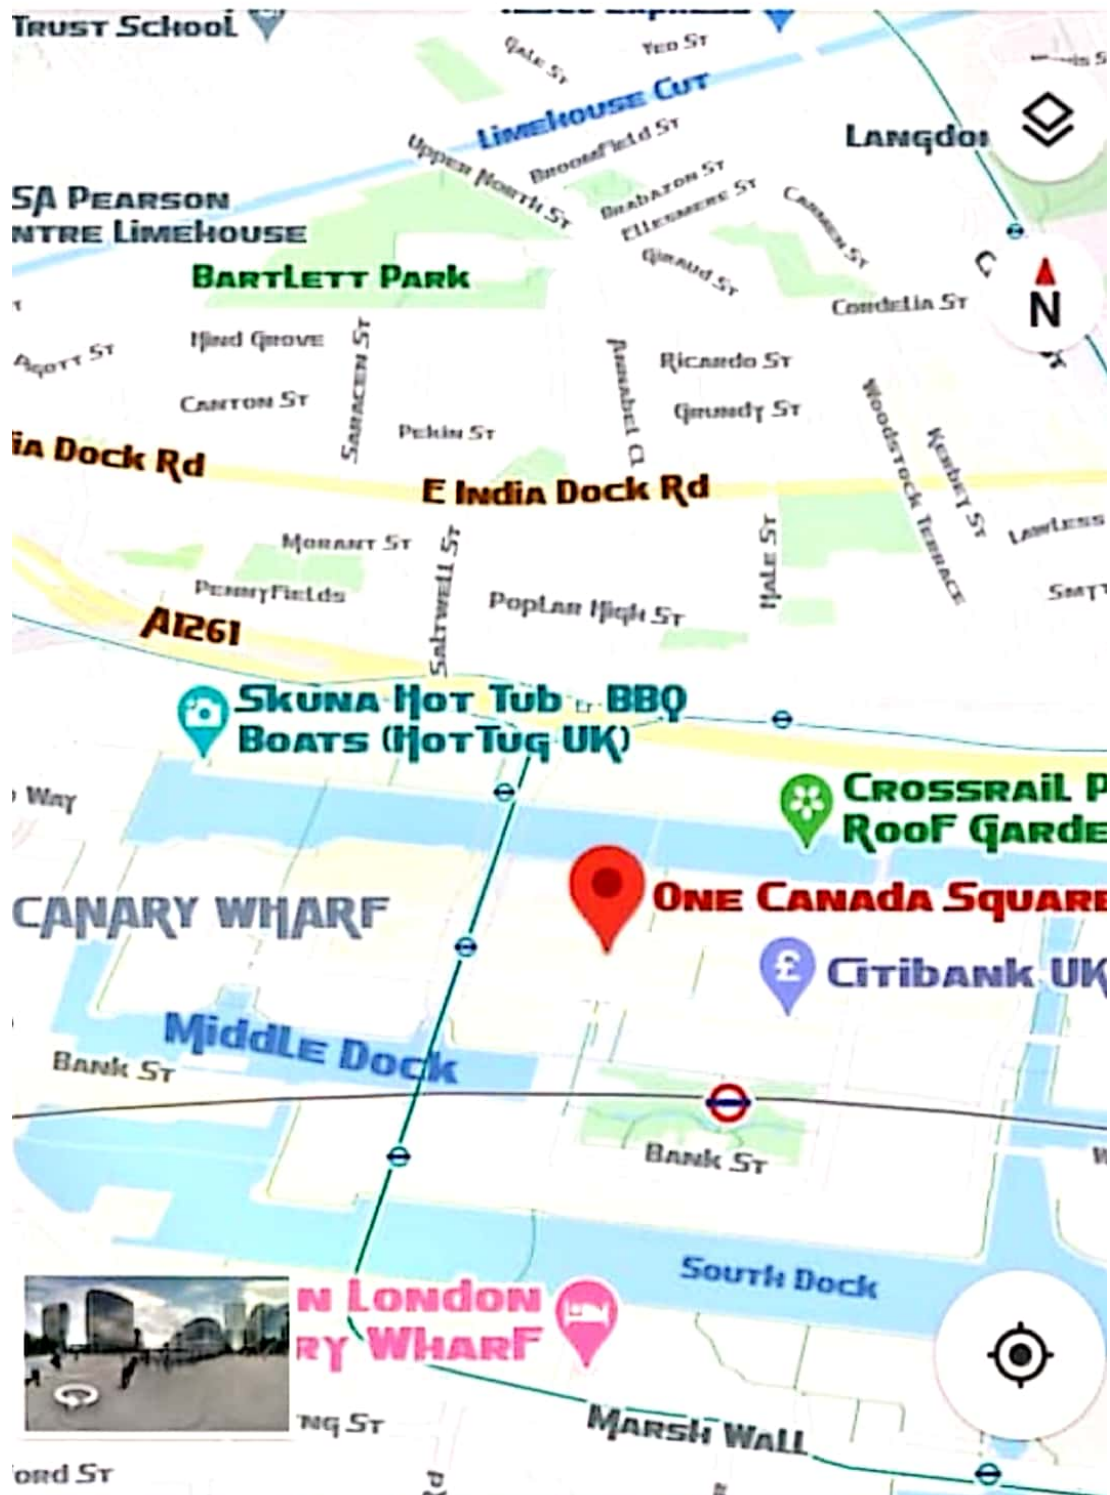 Trust School
Gale St
Yeo St
Limehouse Cut
Upper North St
Broomfield St
Langdo
SA Pearson
ntre Limehouse
Brabazon St
Ellesmere St
Carmen St
Giraud St
Bartlett Park
N
Cordelia St
Hind Grove
Saracen St
Agott St
Annabel Cl
Ricardo St
Canton St
Grundy St
Woodstock Terrace
Kerbey St
Pekin St
ia Dock Rd
E India Dock Rd
Morant St
Saltwell St
Hale St
Lawless
Pennyfields
Poplar High St
A1261
Skuna Hot Tub & BBQ
Boats (HotTug UK)
Way
Crossrail P
Roof Garde
CANARY WHARF
One Canada Square
£ Citibank UK
Middle Dock
Bank St
Bank St
South Dock
n London
ry Wharf
ng St
Marsh Wall
ord St